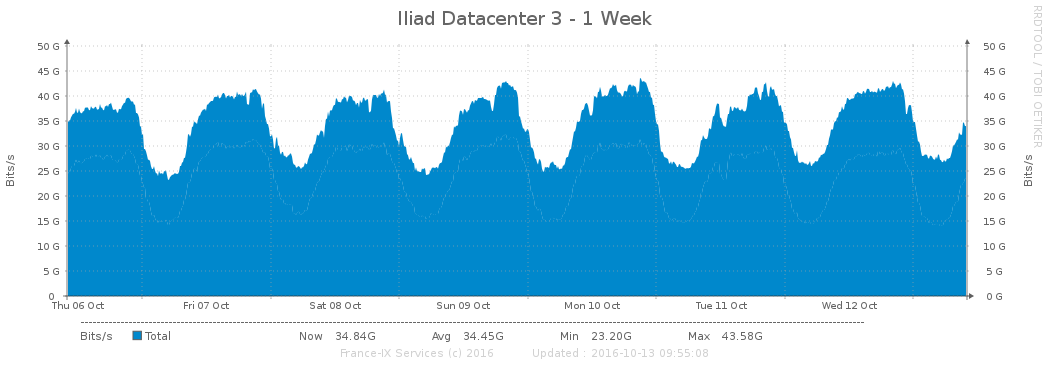 Iliad Datacenter 3 - 1 Week
RRDTOOL / TOBI OETIKER
Bits/s
50 G 50 G
45 G 45 G
40 G 40 G
35 G 35 G
30 G 30 G
25 G 25 G
20 G 20 G
15 G 15 G
10 G 10 G
5 G 5 G
0 0 G
Bits/s
Thu 06 Oct Fri 07 Oct Sat 08 Oct Sun 09 Oct Mon 10 Oct Tue 11 Oct Wed 12 Oct
Bits/s Total Now 34.84G Avg 34.45G Min 23.20G Max 43.58G
France-IX Services (c) 2016 Updated : 2016-10-13 09:55:08